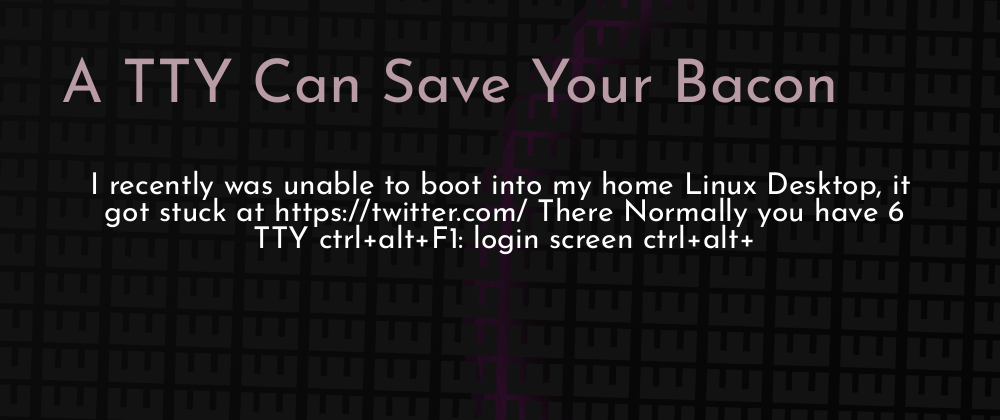 A TTY Can Save Your Bacon
I recently was unable to boot into my home Linux Desktop, it
got stuck at https://twitter.com/ There Normally you have 6
TTY ctrl+alt+F1: login screen ctrl+alt+